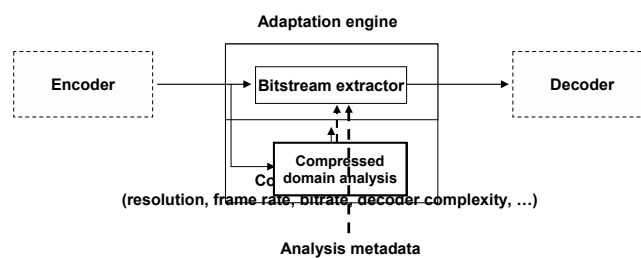 Adaptation engine
Encoder
Bitstream extractor
Decoder
Compressed
domain analysis
(resolution, frame rate, bitrate, decoder complexity, …)
Analysis metadata